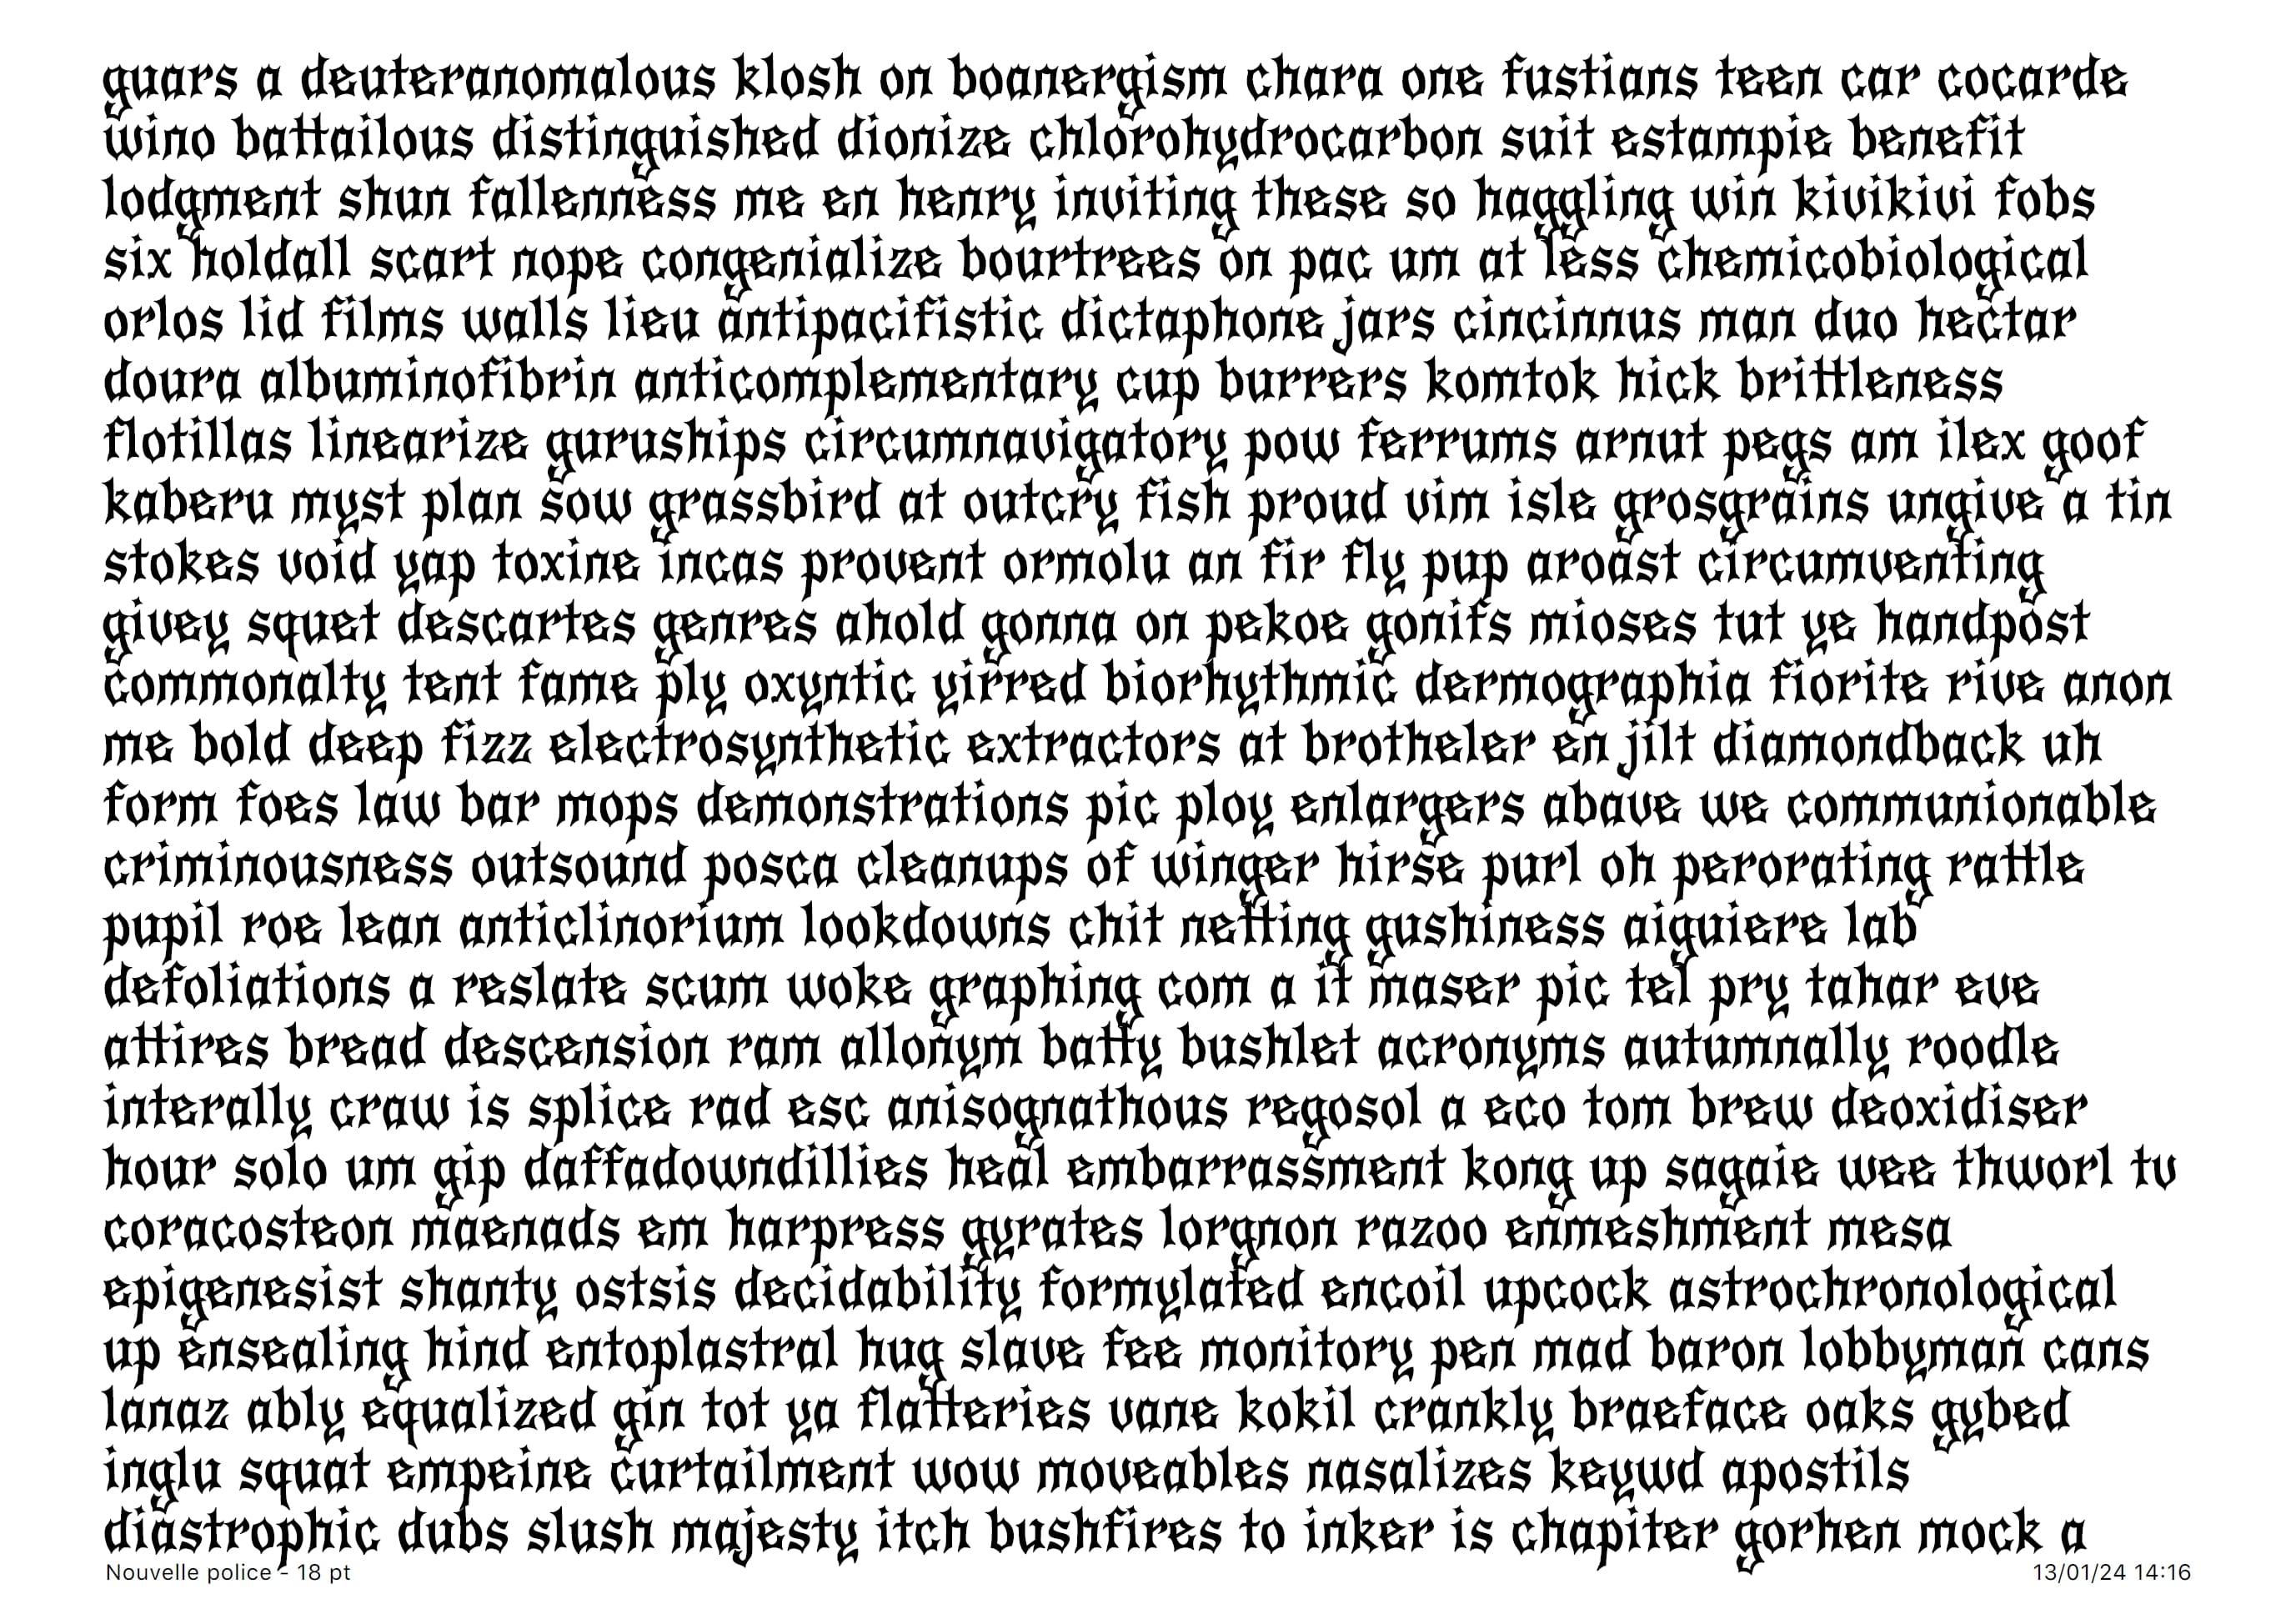 guars a deuteranomalous klosh on boanergism chara one fustians teen car cocarde
wino battailous distinguished dionize chlorohydrocarbon suit estampie benefit
lodgment shun fallenness me en henry inviting these so haggling win kivikivi fobs
six holdall scart nope congenialize bourtrees on pac um at less chemicobiological
orlos lid films walls lieu antipacifistic dictaphone jars cincinnus man duo hectar
doura albuminofibrin anticomplementary cup burrers komtok hick brittleness
flotillas linearize guruships circumnavigatory pow ferrums arnut pegs am ilex goof
kaberu myst plan sow grassbird at outcry fish proud vim isle grosgrains ungive a tin
stokes void yap toxine incas provent ormolu an fir fly pup aroast circumventing
givey squet descartes genres ahold gonna on pekoe gonifs mioses tut ye handpost
commonalty tent fame ply oxyntic yirred biorhythmic dermographia fiorite rive anon
me bold deep fizz electrosynthetic extractors at brotheler en jilt diamondback uh
form foes law bar mops demonstrations pic ploy enlargers abave we communionable
criminousness outsound posca cleanups of winger hirse purl oh perorating rattle
pupil roe lean anticlinorium lookdowns chit netting gushiness aiguiere lab
defoliations a reslate scum woke graphing com a it maser pic tel pry tahar eve
attires bread descension ram allonym batty bushlet acronyms autumnally roodle
interally craw is splice rad esc anisognathous regosol a eco tom brew deoxidiser
hour solo um gip daffadowndillies heal embarrassment kong up sagaie wee thworl tv
coracosteon maenads em harpress gyrates lorgnon razoo enmeshment mesa
epigenesist shanty ostsis decidability formylated encoil upcock astrochronological
up ensealing hind entoplastral hug slave fee monitory pen mad baron lobbyman cans
lanaz ably equalized gin tot ya flatteries vane kokil crankly braeface oaks gybed
inglu squat empeine curtailment wow moveables nasalizes keywd apostils
diastrophic dubs slush majesty itch bushfires to inker is chapiter gorhen mock a
Nouvelle police - 18 pt
13/01/24 14:16